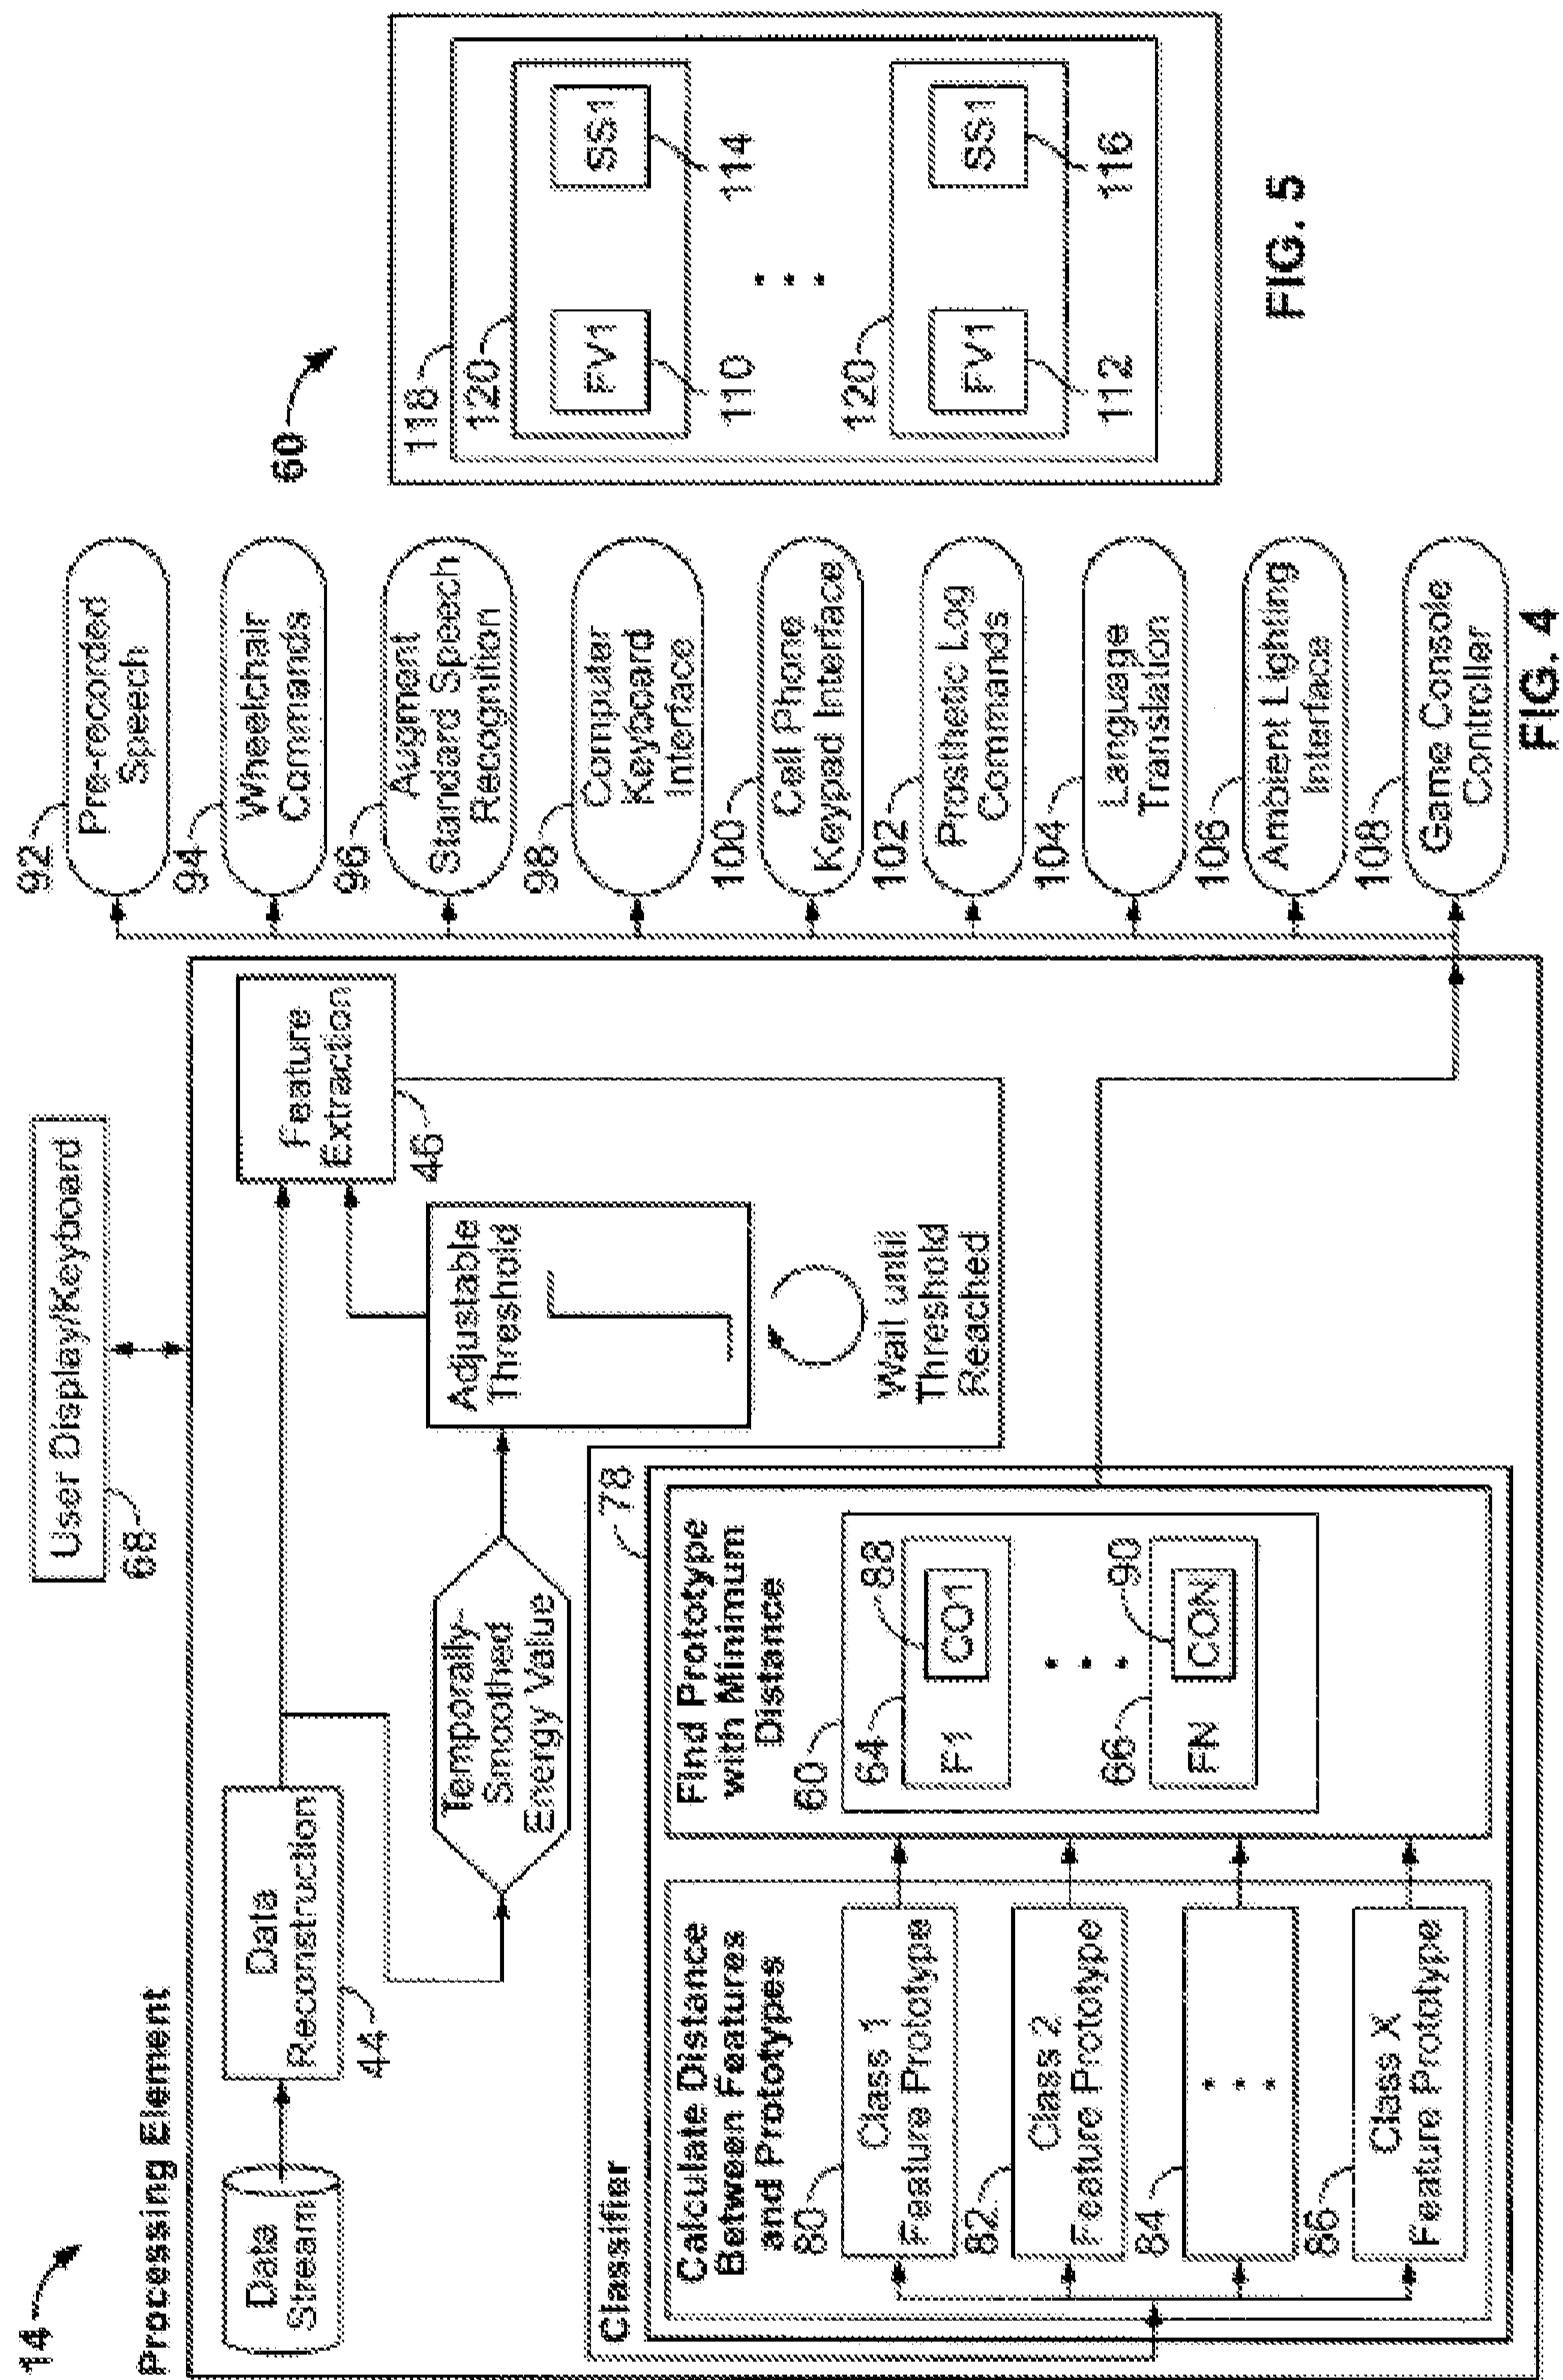 14
Processing Element
User Display/Keyboard
68
Data
Stream
Data
Reconstruction
44
Temporally-
Smoothed
Energy Value
Adjustable
Threshold
Wait until
Threshold
Reached
Feature
Extraction
46
Classifier
78
Calculate Distance
Between Features
and Prototypes
80
Class 1
Feature Prototype
82
Class 2
Feature Prototype
84
86
Class X
Feature Prototype
Find Prototype
with Minimum
Distance
60
64
88
F1
CO1
66
90
FN
CON
92
Pre-recorded
Speech
94
Wheelchair
Commands
96
Augment
Standard Speech
Recognition
98
Computer
Keyboard
Interface
100
Cell Phone
Keypad Interface
102
Prosthetic Log
Commands
104
Language
Translation
106
Ambient Lighting
Interface
108
Game Console
Controller
FIG. 4
60
118
120
FV1
SS1
110
114
120
FV1
SS1
112
116
FIG. 5